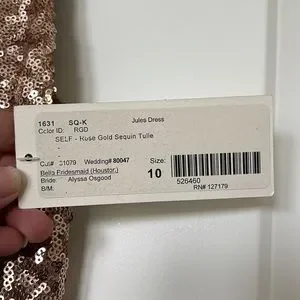 1631 SQ-K Jules Dress
Color ID: RGD
SELF - Rose Gold Sequin Tulle
-
-
Cut# 31079 Wedding# 80047 Size:
Bella Bridesmaid (Houston) 10
Bride: Alyssa Osgood 526460
B/M: RN# 127179